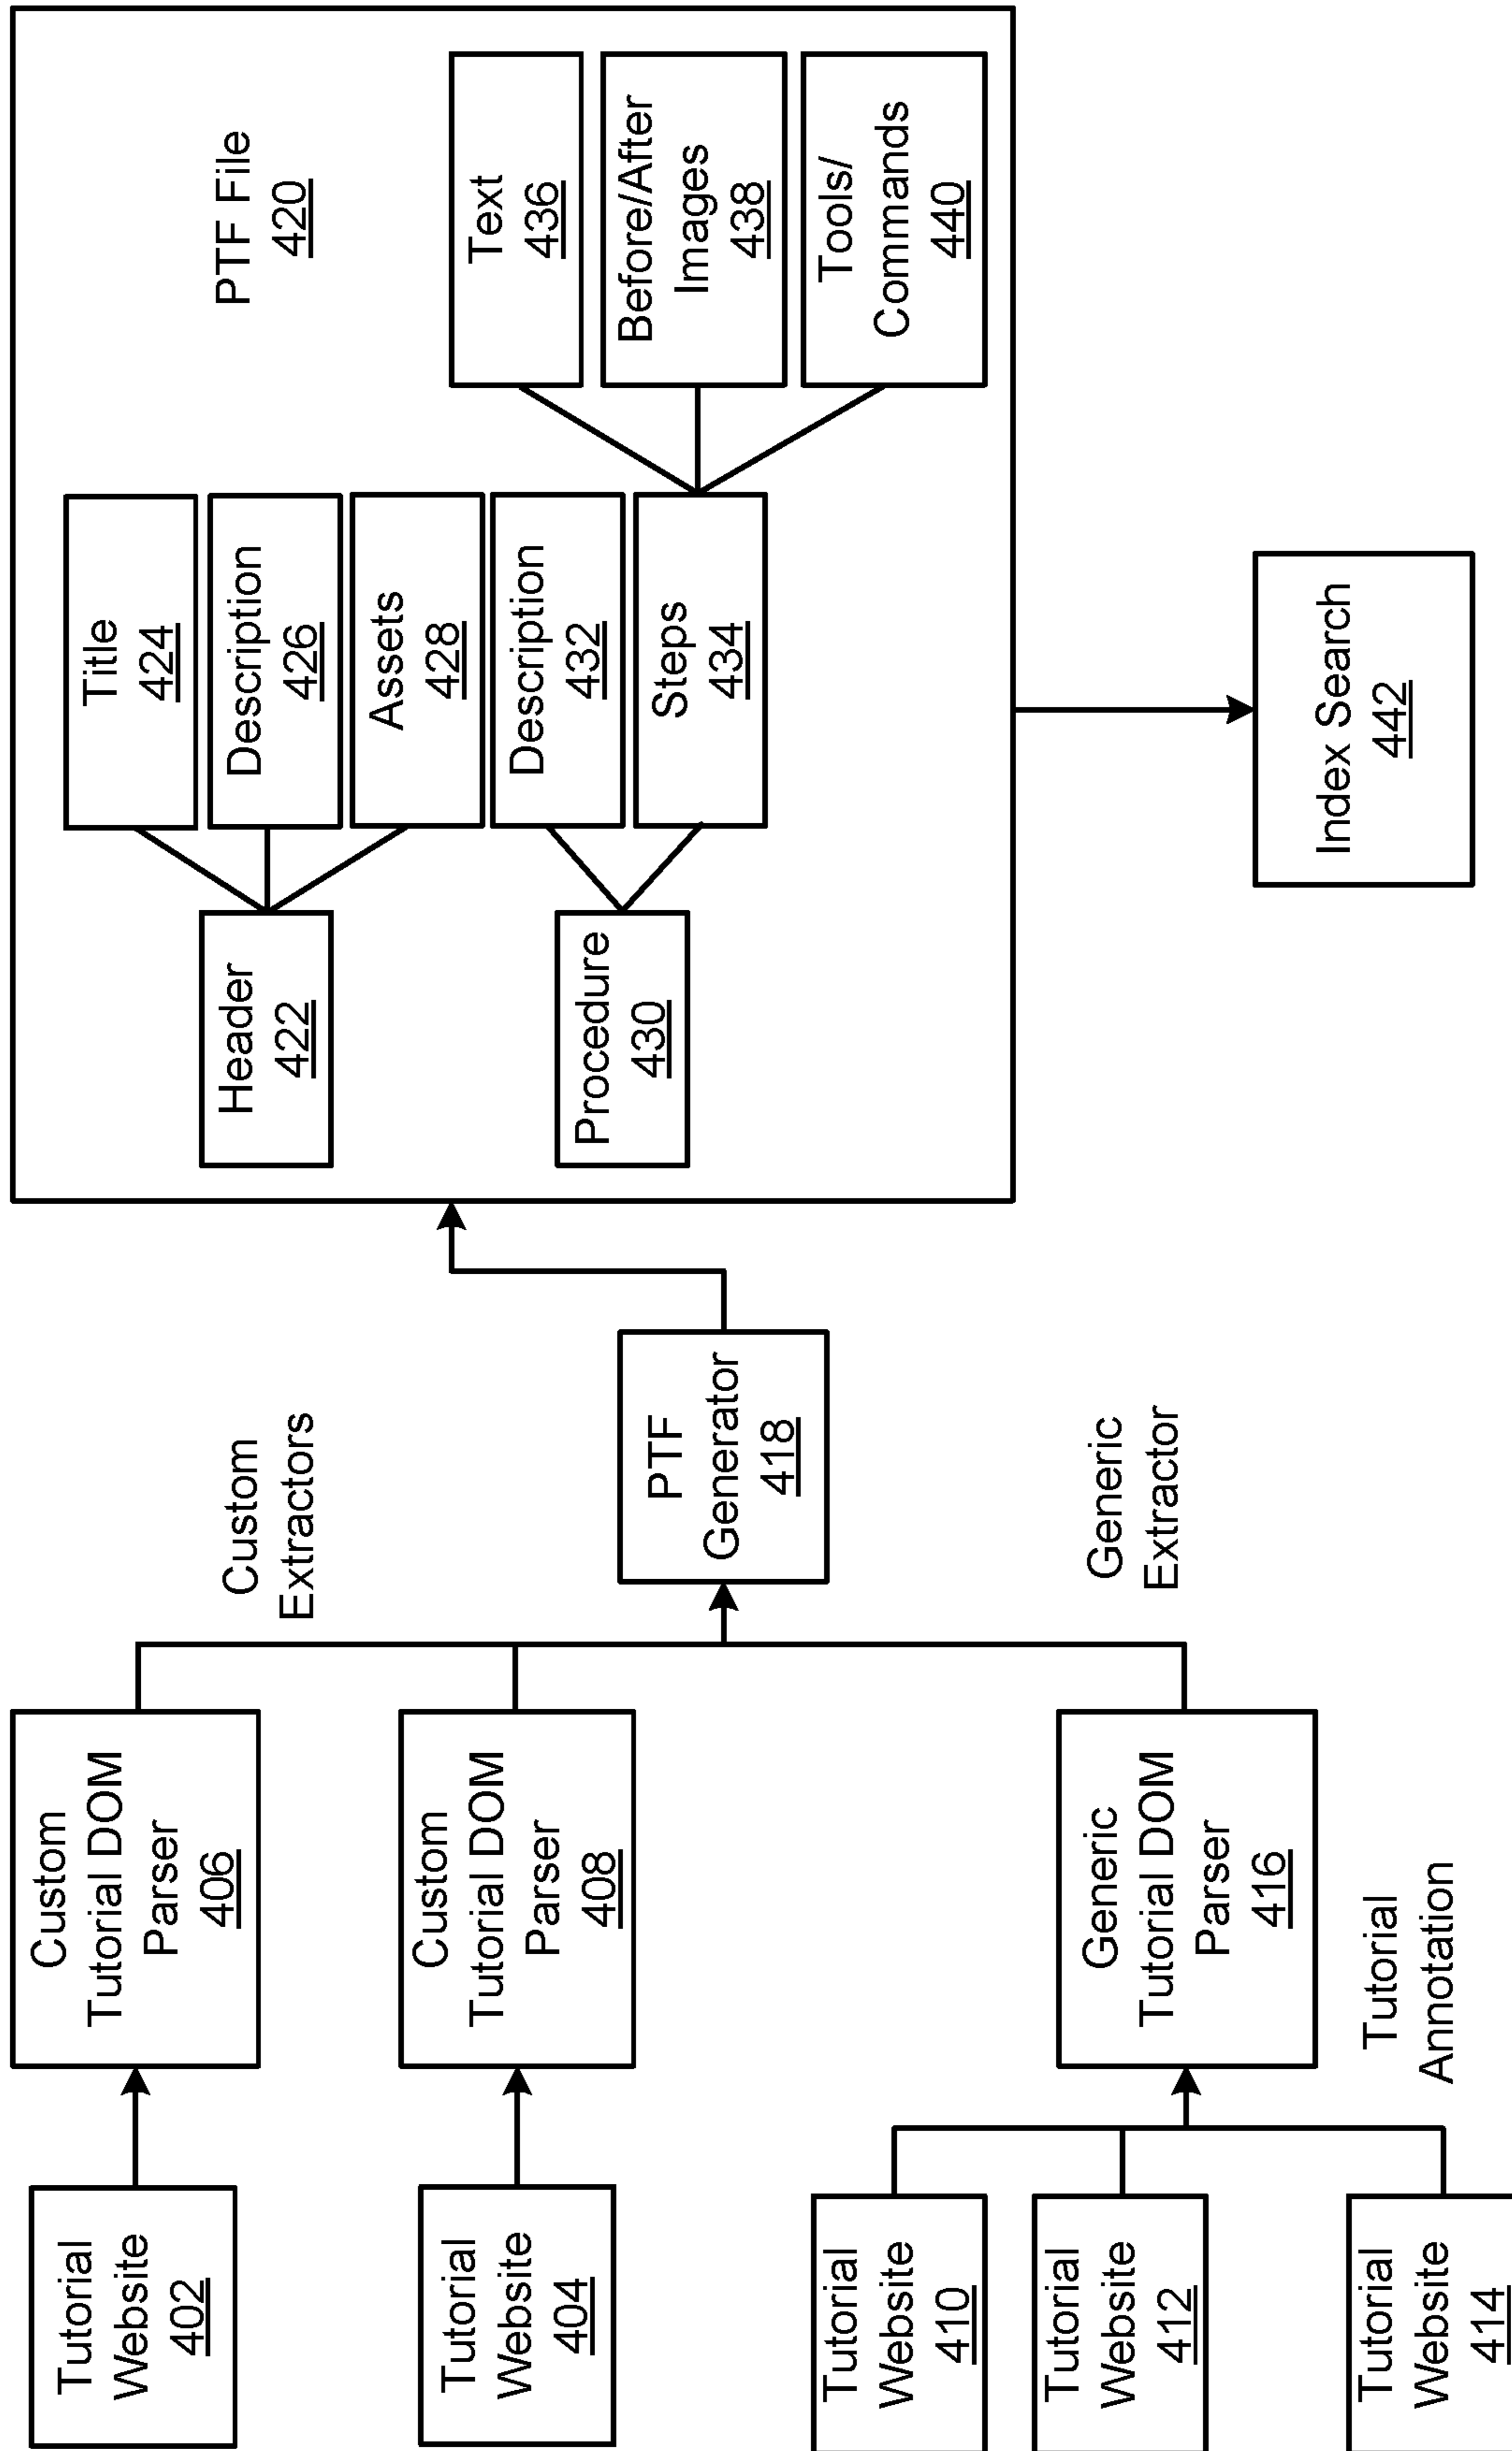 Tutorial
Website
402
Custom
Tutorial DOM
Parser
406
Tutorial
Website
404
Custom
Tutorial DOM
Parser
408
Custom
Extractors
Tutorial
Website
410
Tutorial
Website
412
Tutorial
Website
414
Generic
Tutorial DOM
Parser
416
Tutorial
Annotation
Generic
Extractor
PTF
Generator
418
PTF File
420
Header
422
Title
424
Description
426
Assets
428
Procedure
430
Description
432
Steps
434
Text
436
Before/After
Images
438
Tools/
Commands
440
Index Search
442